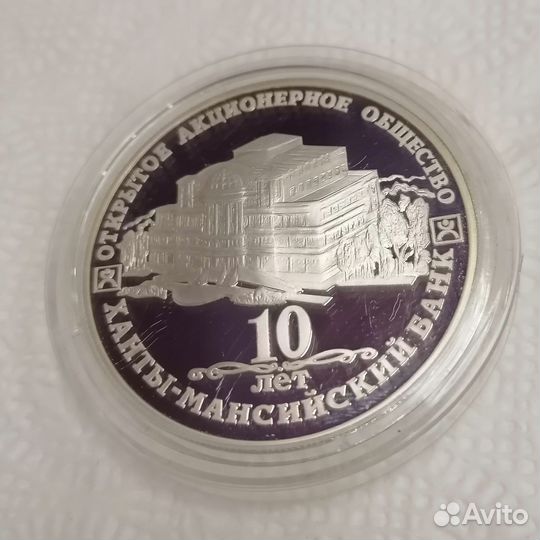 ОТКРЫТОЕ АКЦИОНЕРНОЕ ОБЩЕСТВО
10
лет
ХАНТЫ-МАНСИЙСКИЙ БАНК
Avito